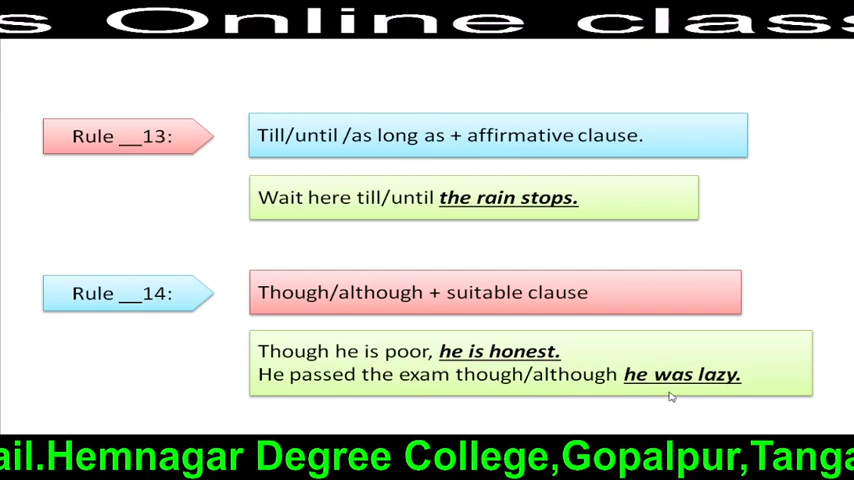 s Online class
Rule __13:
Till/until /as long as + affirmative clause.
Wait here till/until the rain stops.
Rule __14:
Though/although + suitable clause
Though he is poor, he is honest.
He passed the exam though/although he was lazy.
ail.Hemnagar Degree College,Gopalpur,Tanga